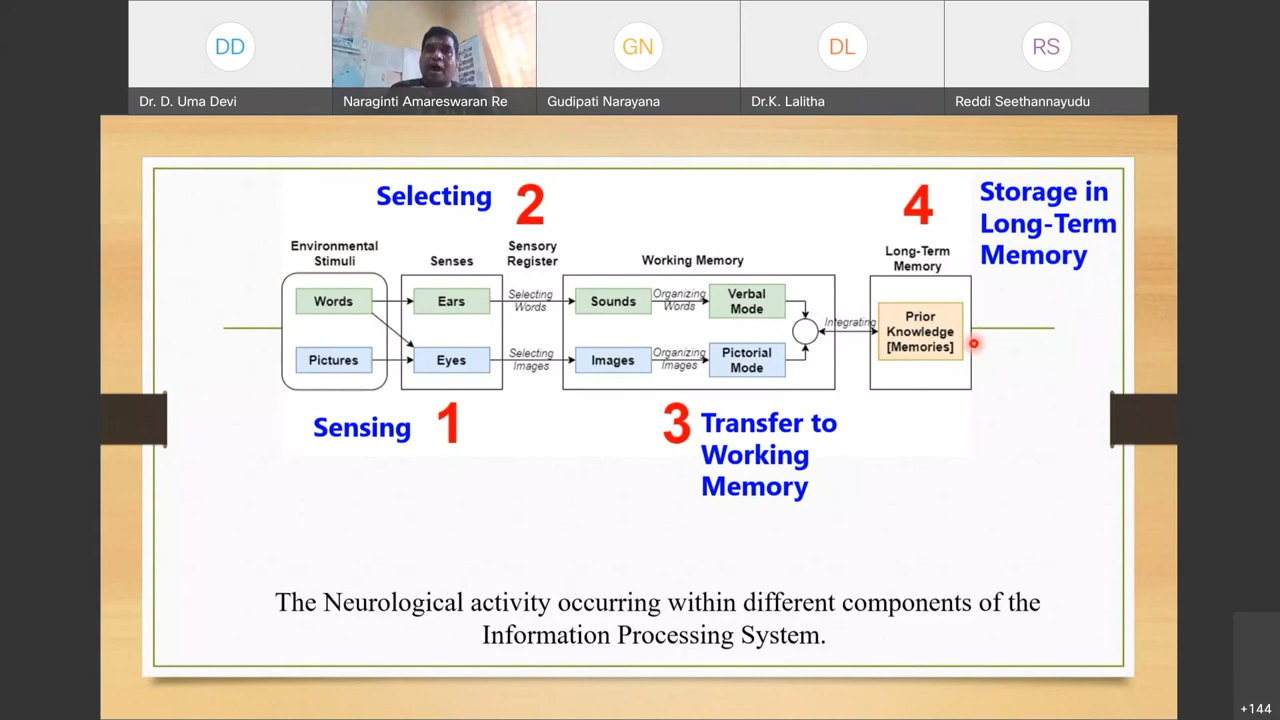 DD
GN
DL
RS
Dr. D. Uma Devi
Naraginti Amareswaran Re
Gudipati Narayana
Dr.K. Lalitha
Reddi Seethannayudu
Selecting
2
4
Storage in
Long-Term
Memory
Environmental
Stimuli
Senses
Sensory
Register
Working Memory
Long-Term
Memory
Words
Ears
Selecting
Words
Sounds
Organizing
Words
Verbal
Mode
Integrating
Prior
Knowledge
[Memories]
Pictures
Eyes
Selecting
Images
Images
Organizing
Images
Pictorial
Mode
Sensing
1
3
Transfer to
Working
Memory
The Neurological activity occurring within different components of the
Information Processing System.
+144